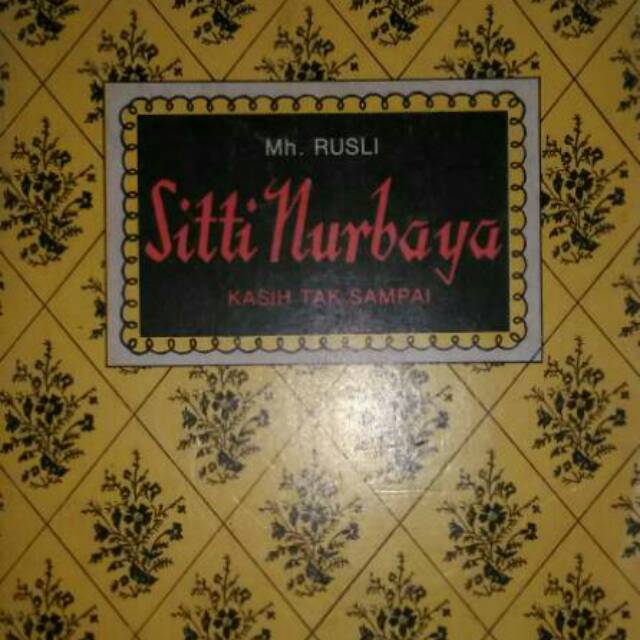 Mh. RUSLI
Sitti Nurbaya
KASIH TAK SAMPAI